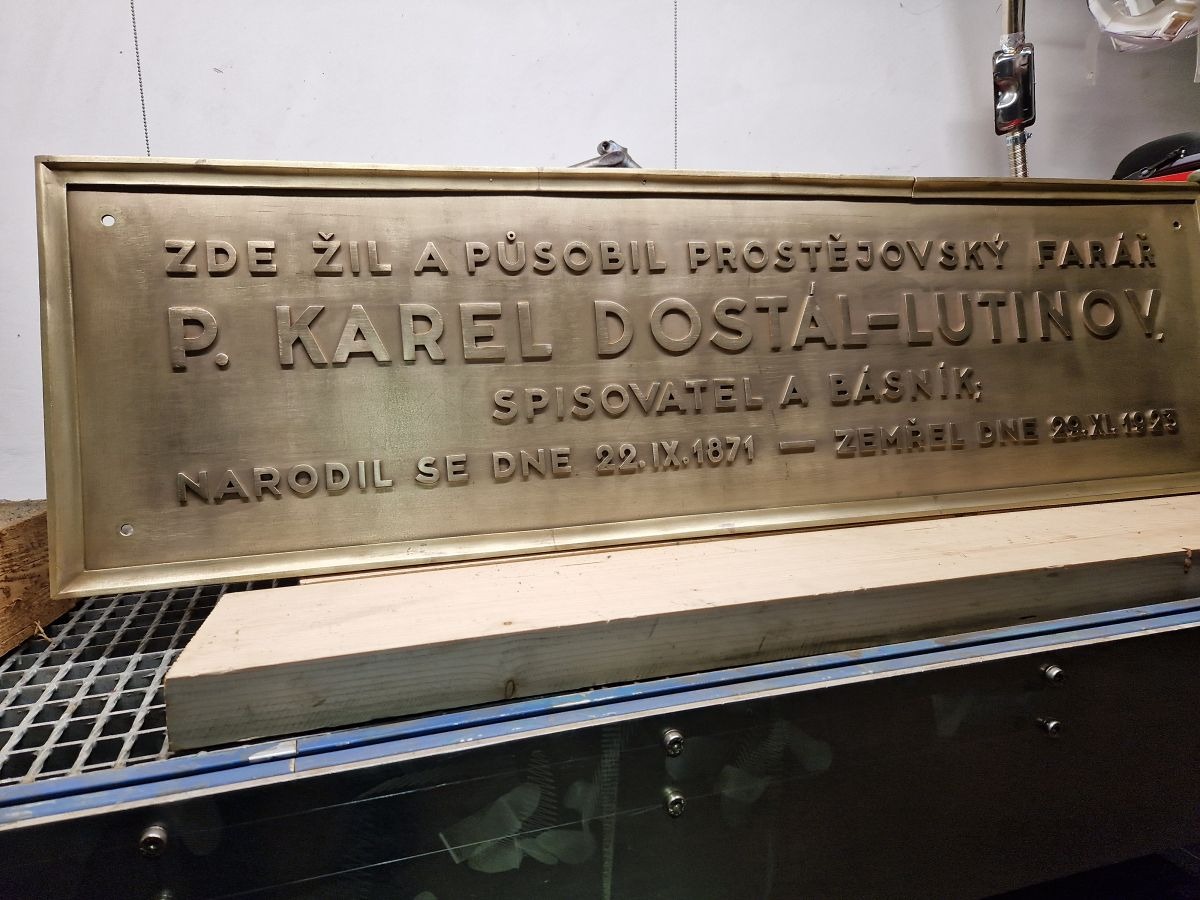 ZDE ŽIL A PŮSOBIL PROSTĚJOVSKÝ FARÁŘ
P. KAREL DOSTÁL-LUTINOV,
SPISOVATEL A BÁSNÍK;
NARODIL SE DNE 22.IX.1871 — ZEMŘEL DNE 29.XI.1923